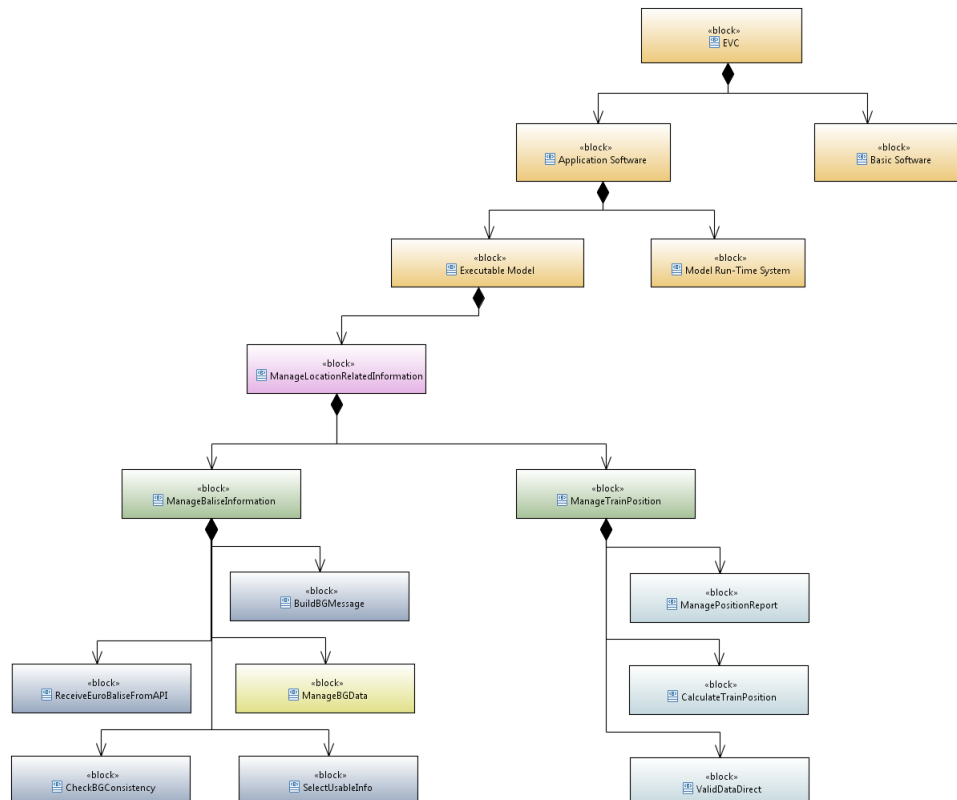 «block»
EVC
«block»
Application Software
«block»
Basic Software
«block»
Executable Model
«block»
Model Run-Time System
«block»
ManageLocationRelatedInformation
«block»
ManageBaliseInformation
«block»
ManageTrainPosition
«block»
BuildBGMessage
«block»
ManagePositionReport
«block»
ReceiveEuroBaliseFromAPI
«block»
ManageBGData
«block»
CalculateTrainPosition
«block»
CheckBGConsistency
«block»
SelectUsableInfo
«block»
ValidDataDirect